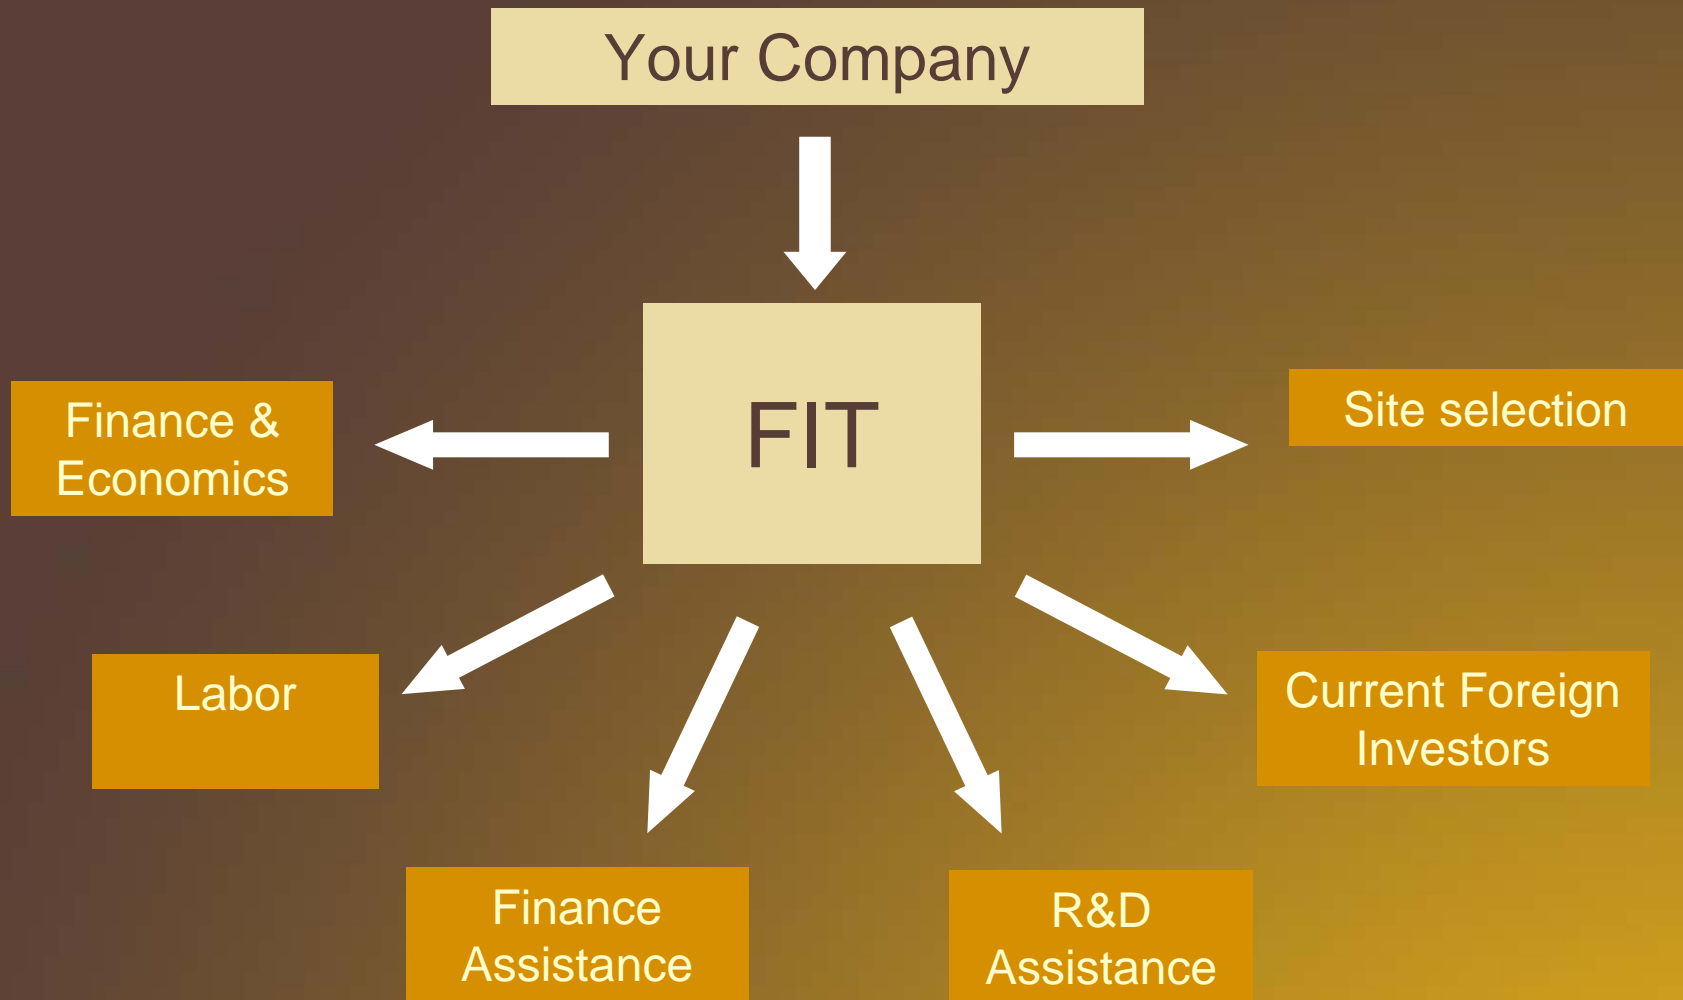 Your Company
FIT
Finance &
Economics
Site selection
Labor
Current Foreign
Investors
Finance
Assistance
R&D
Assistance